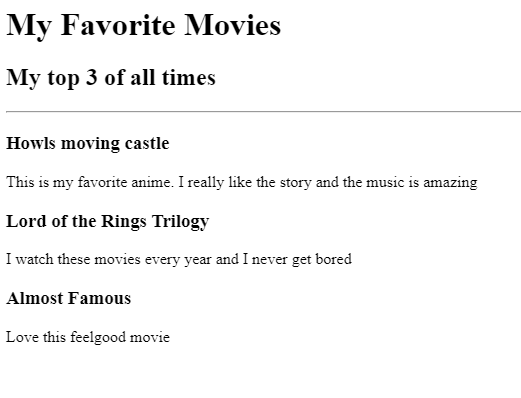 My Favorite Movies
My top 3 of all times
Howls moving castle
This is my favorite anime. I really like the story and the music is amazing
Lord of the Rings Trilogy
I watch these movies every year and I never get bored
Almost Famous
Love this feelgood movie